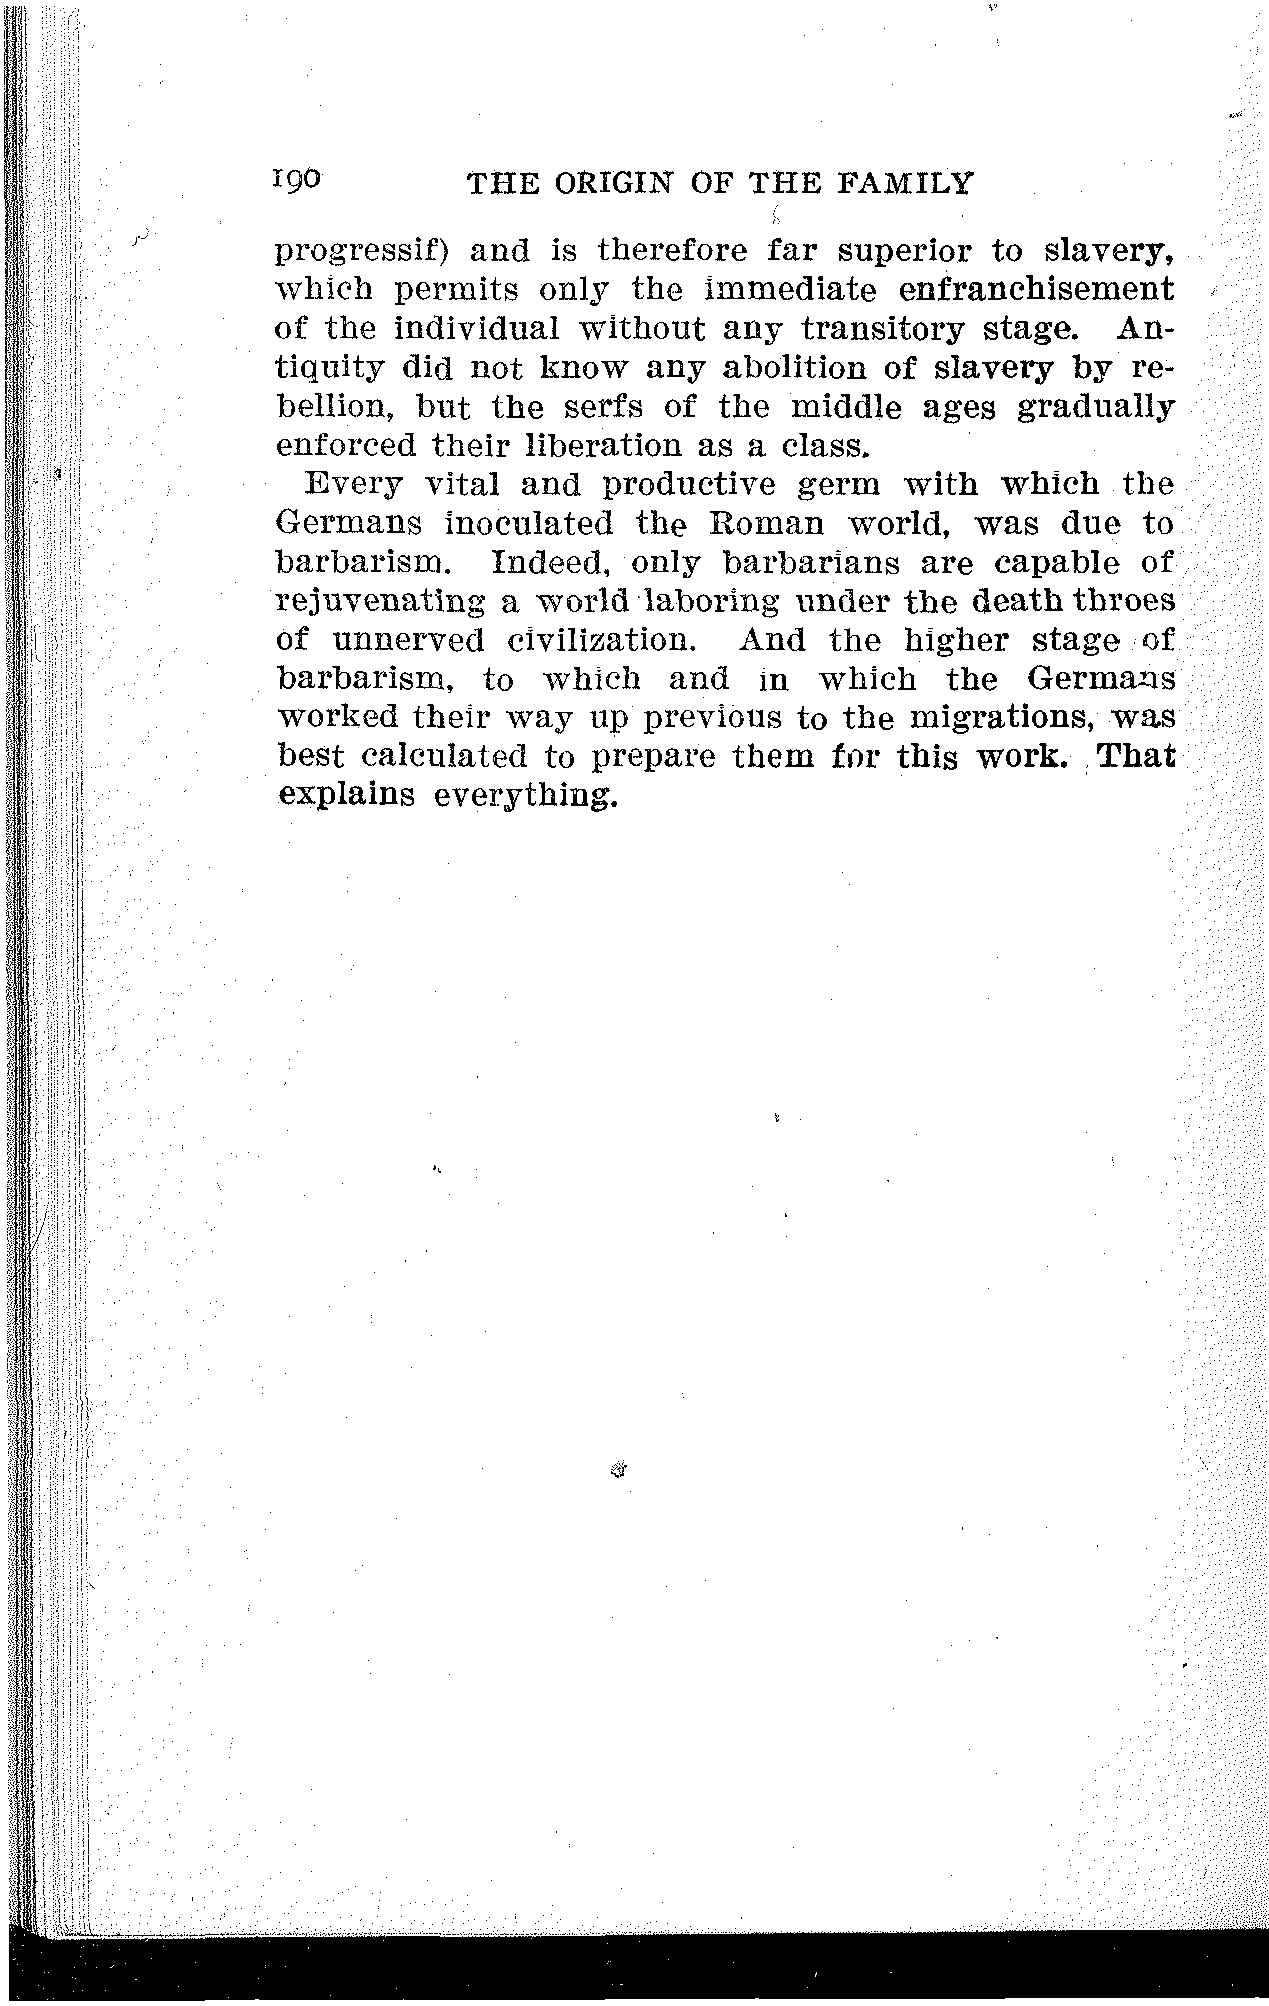 190 THE ORIGIN OF THE FAMILY
progressif) and is therefore far superior to slavery,
which permits only the immediate enfranchisement
of the individual without any transitory stage. An-
tiquity did not know any abolition of slavery by re-
bellion, but the serfs of the middle ages gradually
enforced their liberation as a class.
Every vital and productive germ with which the
Germans inoculated the Roman world, was due to
barbarism. Indeed, only barbarians are capable of
rejuvenating a world laboring under the death throes
of unnerved civilization. And the higher stage of
barbarism, to which and in which the Germans
worked their way up previous to the migrations, was
best calculated to prepare them for this work. That
explains everything.